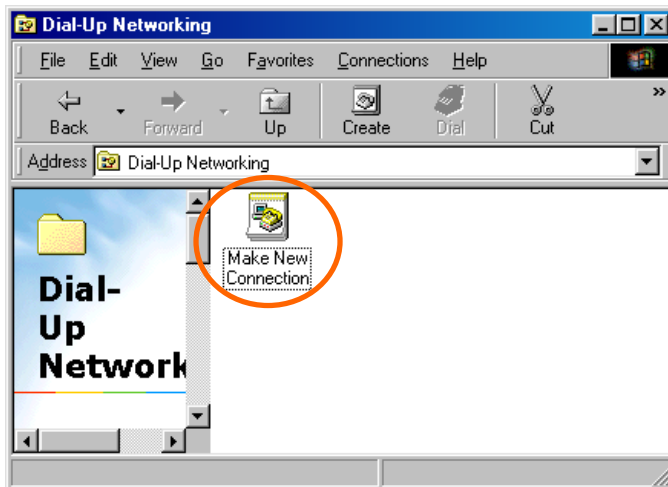 Dial-Up Networking
File Edit View Go Favorites Connections Help
Back Forward Up Create Dial Cut »
Address Dial-Up Networking
Make New
Connection
Dial-
Up
Network